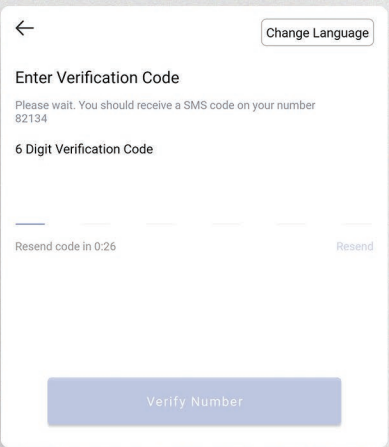 Change Language
Enter Verification Code
Please wait. You should receive a SMS code on your number
82134
6 Digit Verification Code
Resend code in 0:26
Resend
Verify Number